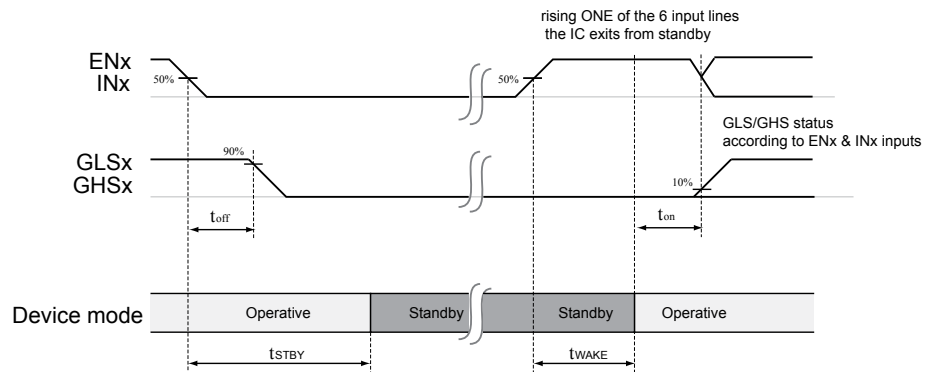 rising ONE of the 6 input lines
the IC exits from standby
ENx
INx
50%
50%
GLS/GHS status
according to ENx & INx inputs
GLSx
GHSx
90%
10%
toff
ton
Device mode
Operative
Standby
Standby
Operative
tSTBY
tWAKE